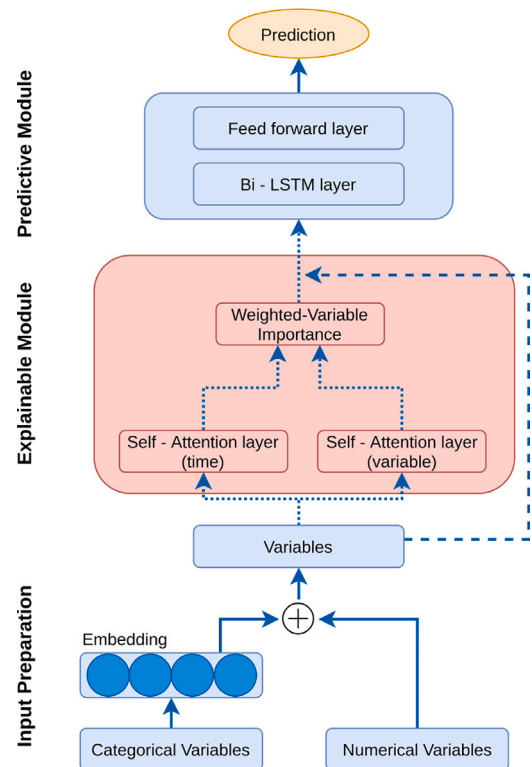 Prediction
Predictive Module
Feed forward layer
Bi - LSTM layer
Explainable Module
Weighted-Variable
Importance
Self - Attention layer
(time)
Self - Attention layer
(variable)
Variables
Input Preparation
Embedding
Categorical Variables
Numerical Variables